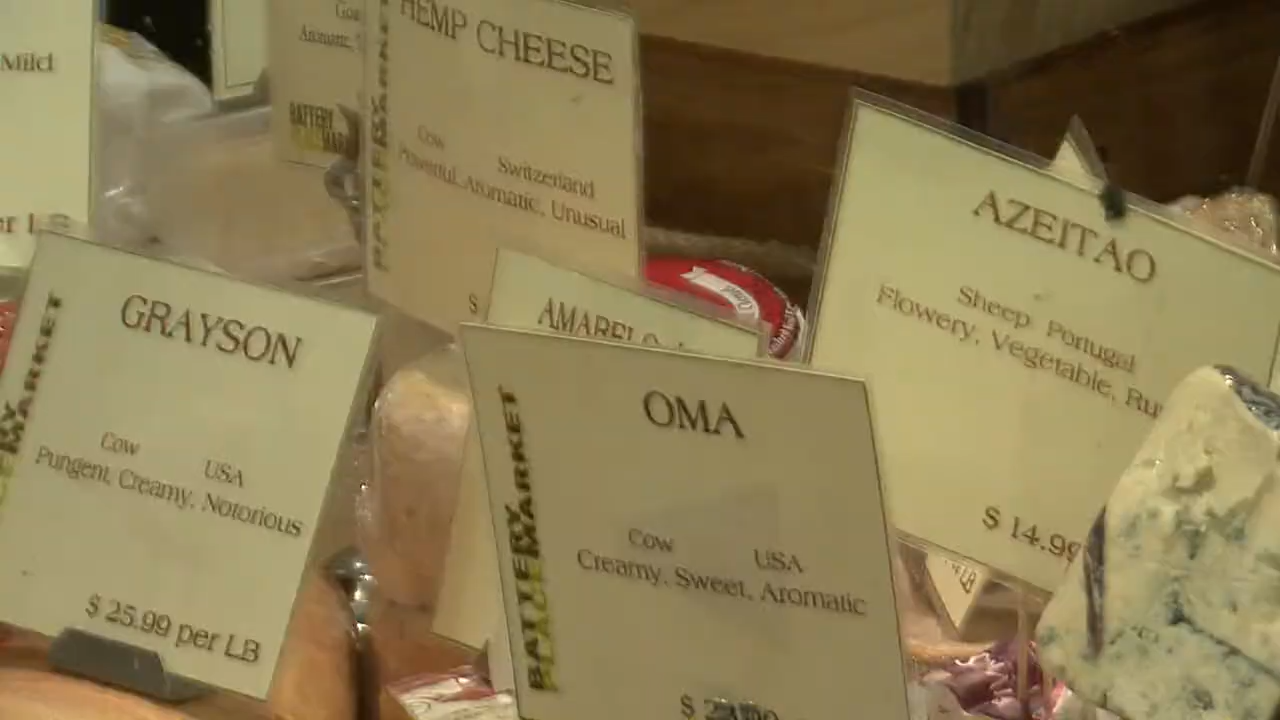 Mild
HEMP CHEESE
Cow Switzerland
Powerful, Aromatic, Unusual
$
BATTERY
AZEITAO
Sheep Portugal
Flowery, Vegetable,
$ 14.99
GRAYSON
Cow USA
Pungent, Creamy, Notorious
$ 25.99 per LB
MARKET
AMARELO
OMA
Cow USA
Creamy, Sweet, Aromatic
$
BATTERY
PLACE MARKET